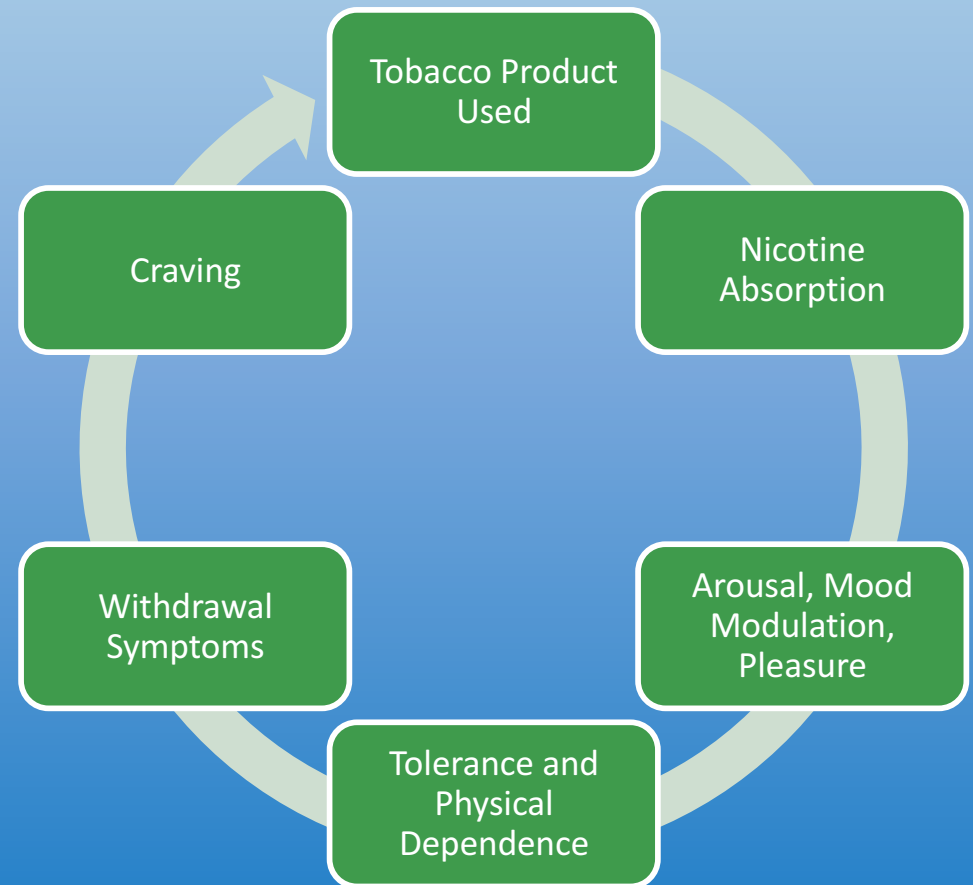 Tobacco Product
Used
Nicotine
Absorption
Arousal, Mood
Modulation,
Pleasure
Tolerance and
Physical
Dependence
Withdrawal
Symptoms
Craving